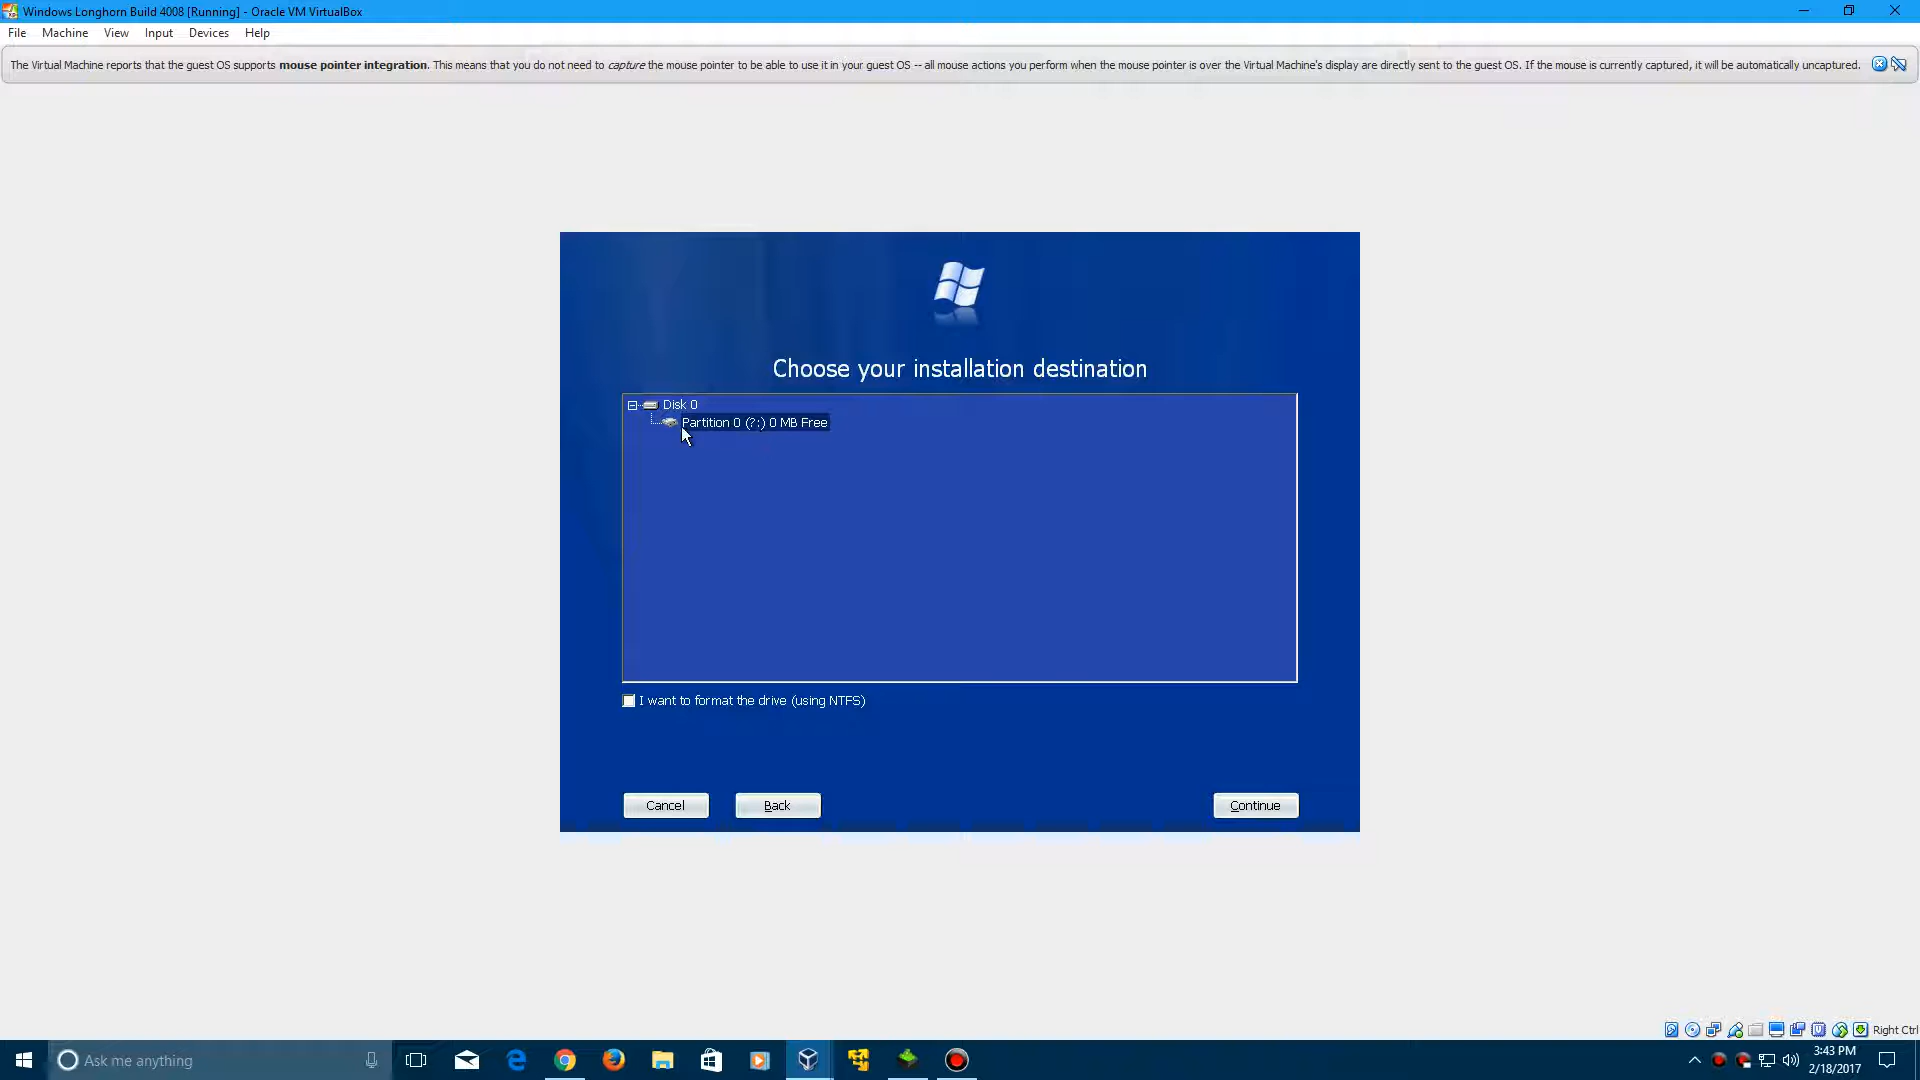 Windows Longhorn Build 4008 [Running] - Oracle VM VirtualBox
File Machine View Input Devices Help
The Virtual Machine reports that the guest OS supports mouse pointer integration. This means that you do not need to capture the mouse pointer to be able to use it in your guest OS -- all mouse actions you perform when the mouse pointer is over the Virtual Machine's display are directly sent to the guest OS. If the mouse is currently captured, it will be automatically uncaptured.
Choose your installation destination
Disk 0
Partition 0 (?:) 0 MB Free
I want to format the drive (using NTFS)
Cancel Back Continue
Right Ctrl
Ask me anything
3:43 PM
2/18/2017